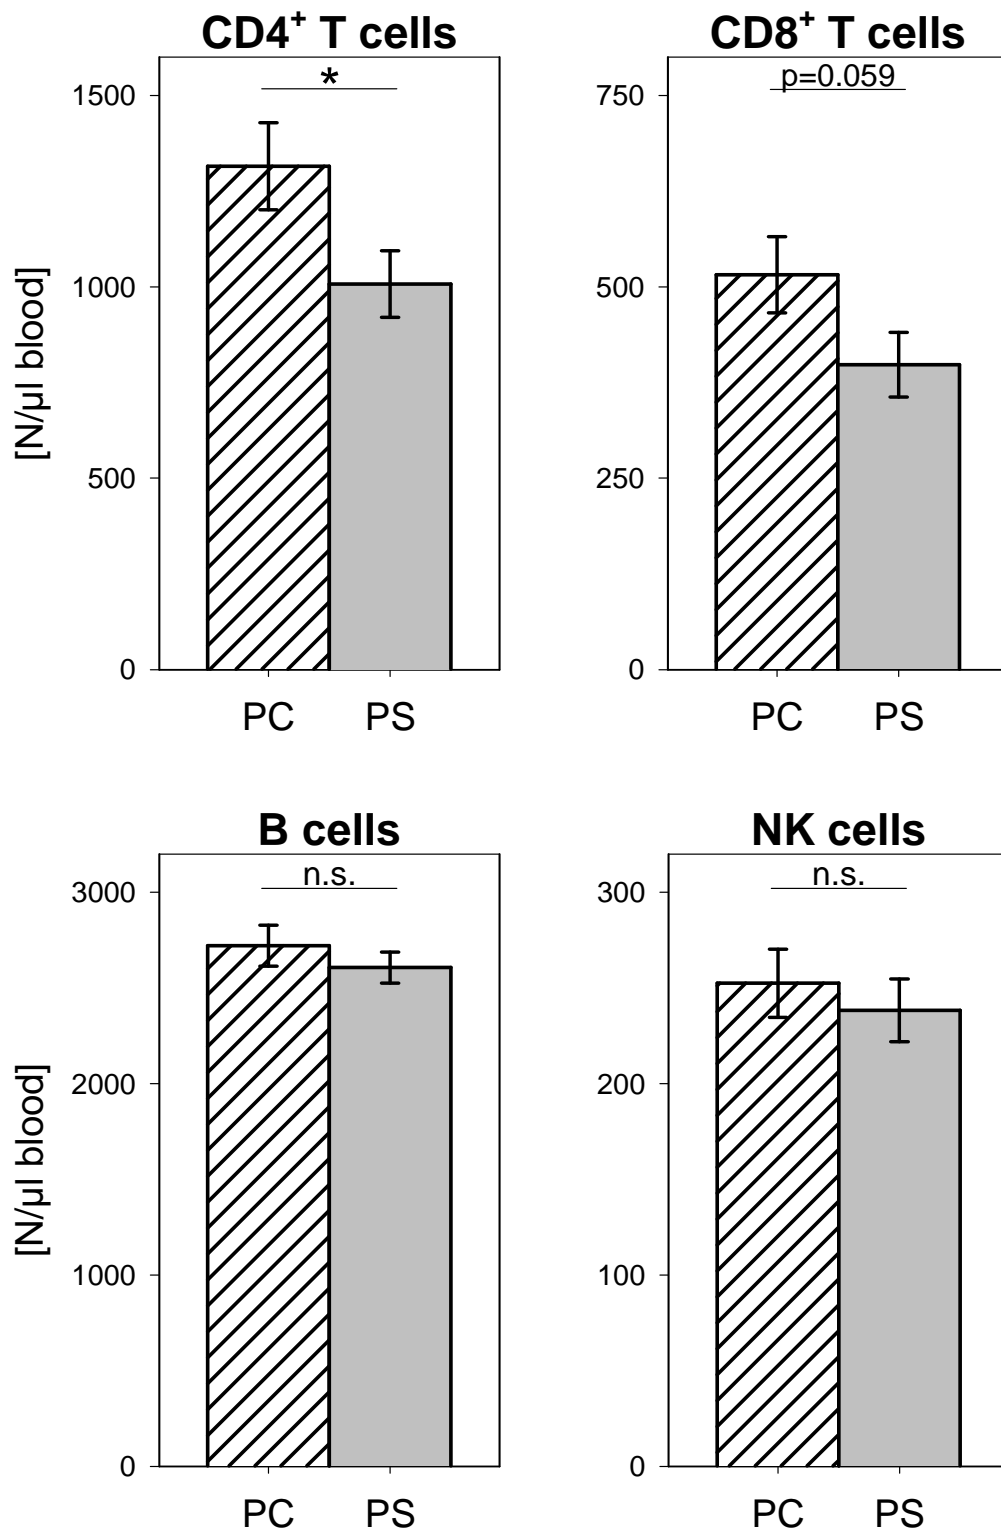 CD4⁺ T cells
CD8⁺ T cells
*
p=0.059
1500
1000
500
0
[N/µl blood]
750
500
250
0
PC PS
PC PS
B cells
NK cells
n.s.
n.s.
3000
2000
1000
0
[N/µl blood]
300
200
100
0
PC PS
PC PS